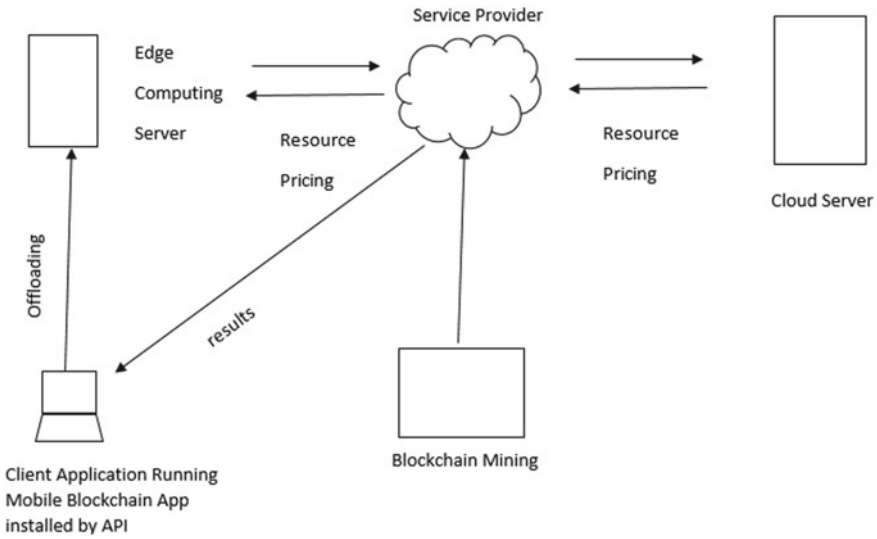 Service Provider
Edge
Computing
Server
Resource
Pricing
Resource
Pricing
Cloud Server
Offloading
results
Blockchain Mining
Client Application Running
Mobile Blockchain App
installed by API